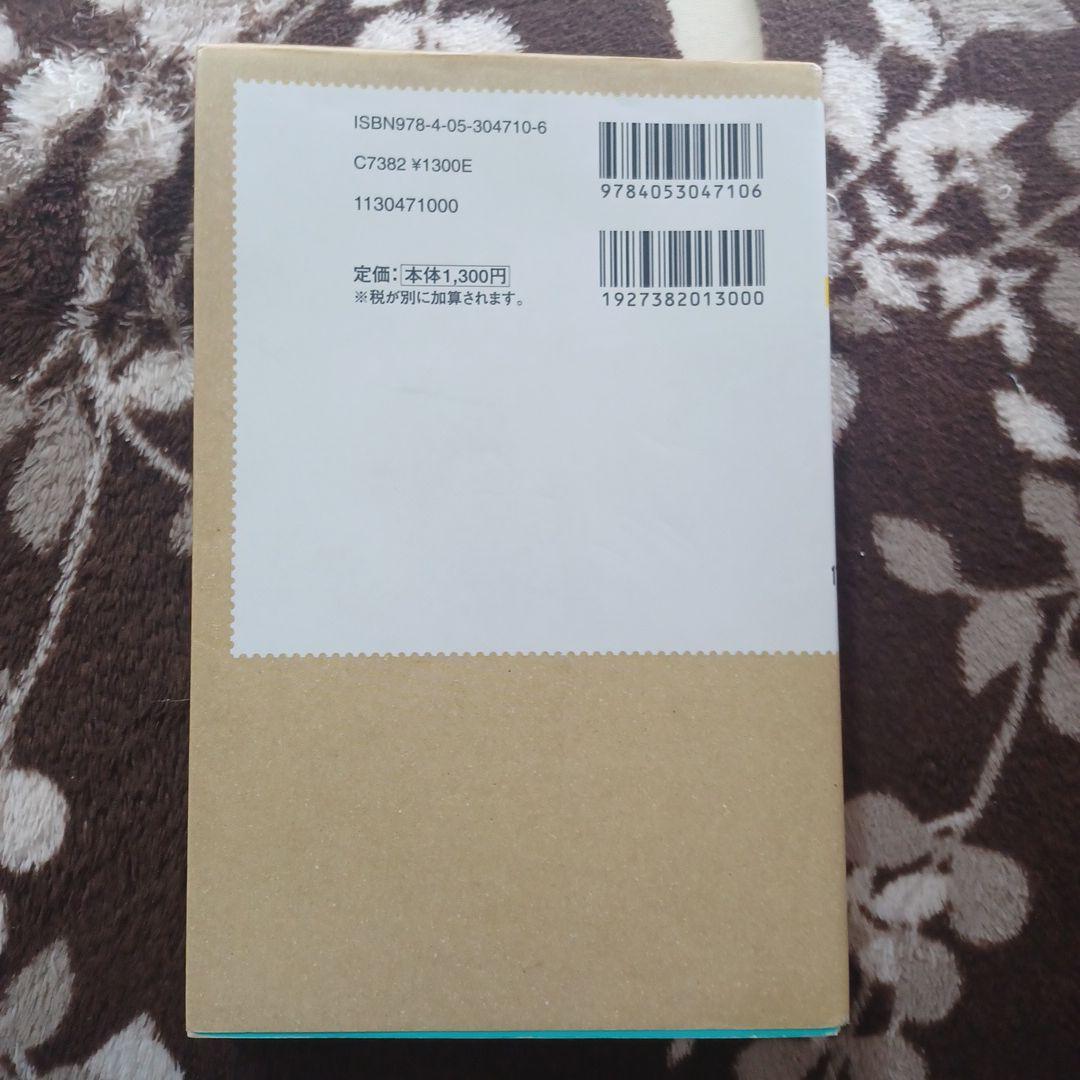 ISBN978-4-05-304710-6
C7382 ¥1300E
1130471000
定価：本体1,300円
※税が別に加算されます。
9784053047106
1927382013000